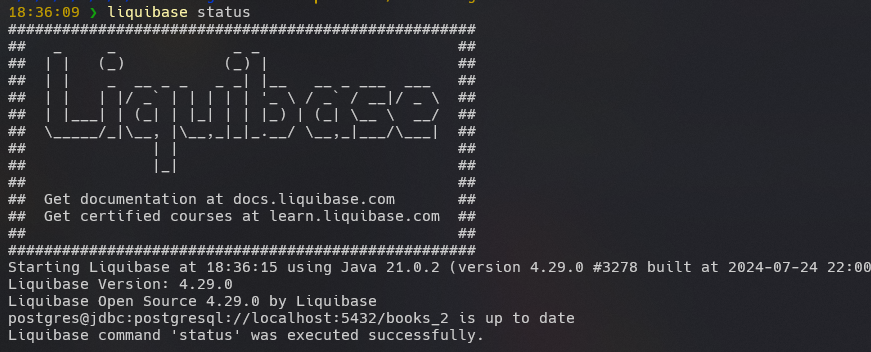 18:36:09 ❯ liquibase status
####################################################
##   _     _             _ _                      ##
##  | |   (_)           (_) |                     ##
##  | |    _  __ _ _   _ _| |__   __ _ ___  ___   ##
##  | |   | |/ _` | | | | | '_ \ / _` / __|/ _ \  ##
##  | |___| | (_| | |_| | | |_) | (_| \__ \  __/  ##
##  \_____/_|\__, |\__,_|_|_.__/ \__,_|___/\___|  ##
##              | |                               ##
##              |_|                               ##
##                                                ##
##  Get documentation at docs.liquibase.com       ##
##  Get certified courses at learn.liquibase.com  ##
##                                                ##
####################################################
Starting Liquibase at 18:36:15 using Java 21.0.2 (version 4.29.0 #3278 built at 2024-07-24 22:00
Liquibase Version: 4.29.0
Liquibase Open Source 4.29.0 by Liquibase
postgres@jdbc:postgresql://localhost:5432/books_2 is up to date
Liquibase command 'status' was executed successfully.